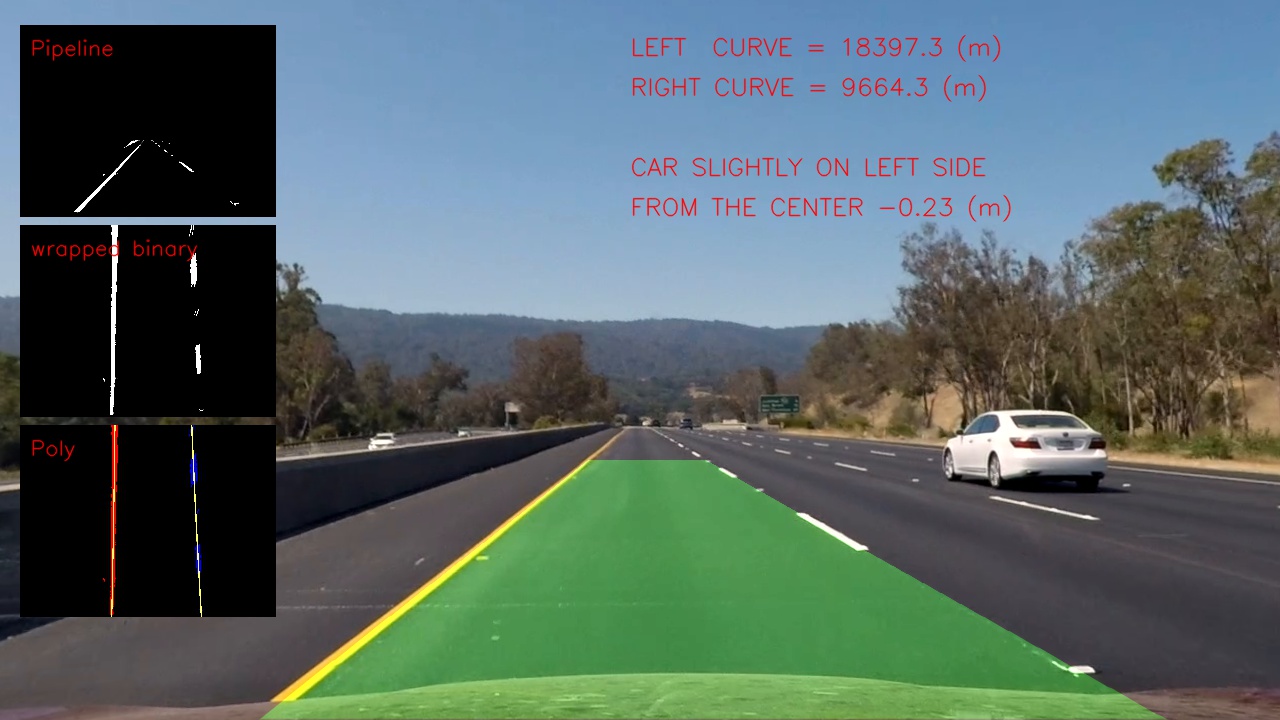 Pipeline
LEFT CURVE = 18397.3 (m)
RIGHT CURVE = 9664.3 (m)
CAR SLIGHTLY ON LEFT SIDE
FROM THE CENTER -0.23 (m)
wrapped binary
Poly